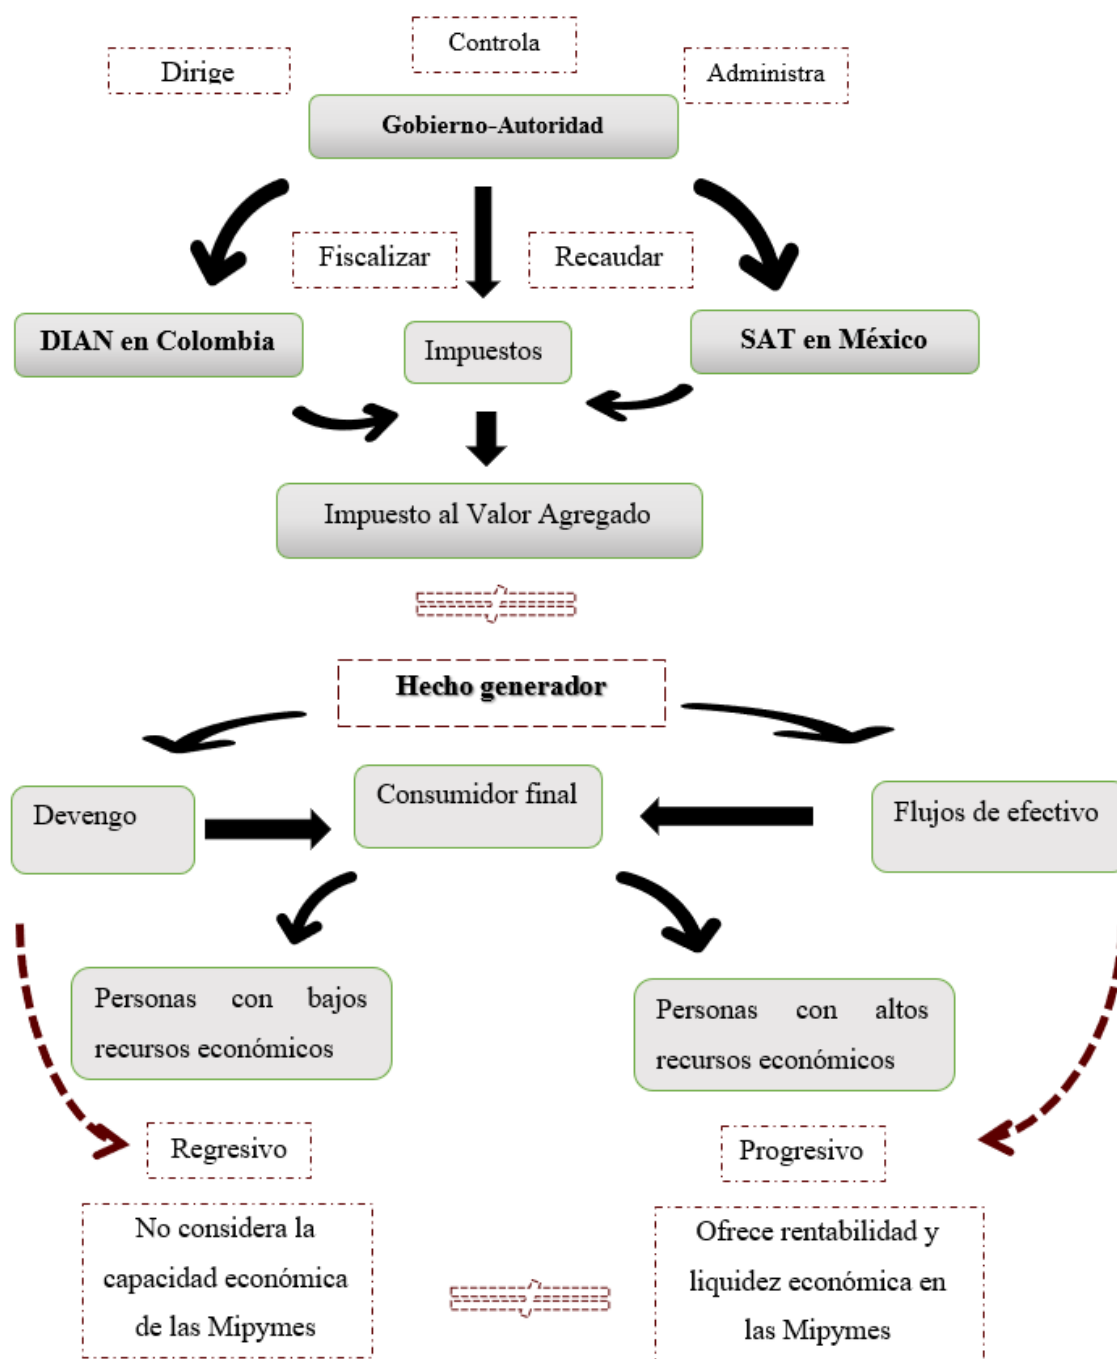 Controla
Dirige
Administra
Gobierno-Autoridad
Fiscalizar
Recaudar
DIAN en Colombia
Impuestos
SAT en México
Impuesto al Valor Agregado
Hecho generador
Devengo
Consumidor final
Flujos de efectivo
Personas con bajos
recursos económicos
Personas con altos
recursos económicos
Regresivo
Progresivo
No considera la
capacidad económica
de las Mipymes
Ofrece rentabilidad y
liquidez económica en
las Mipymes